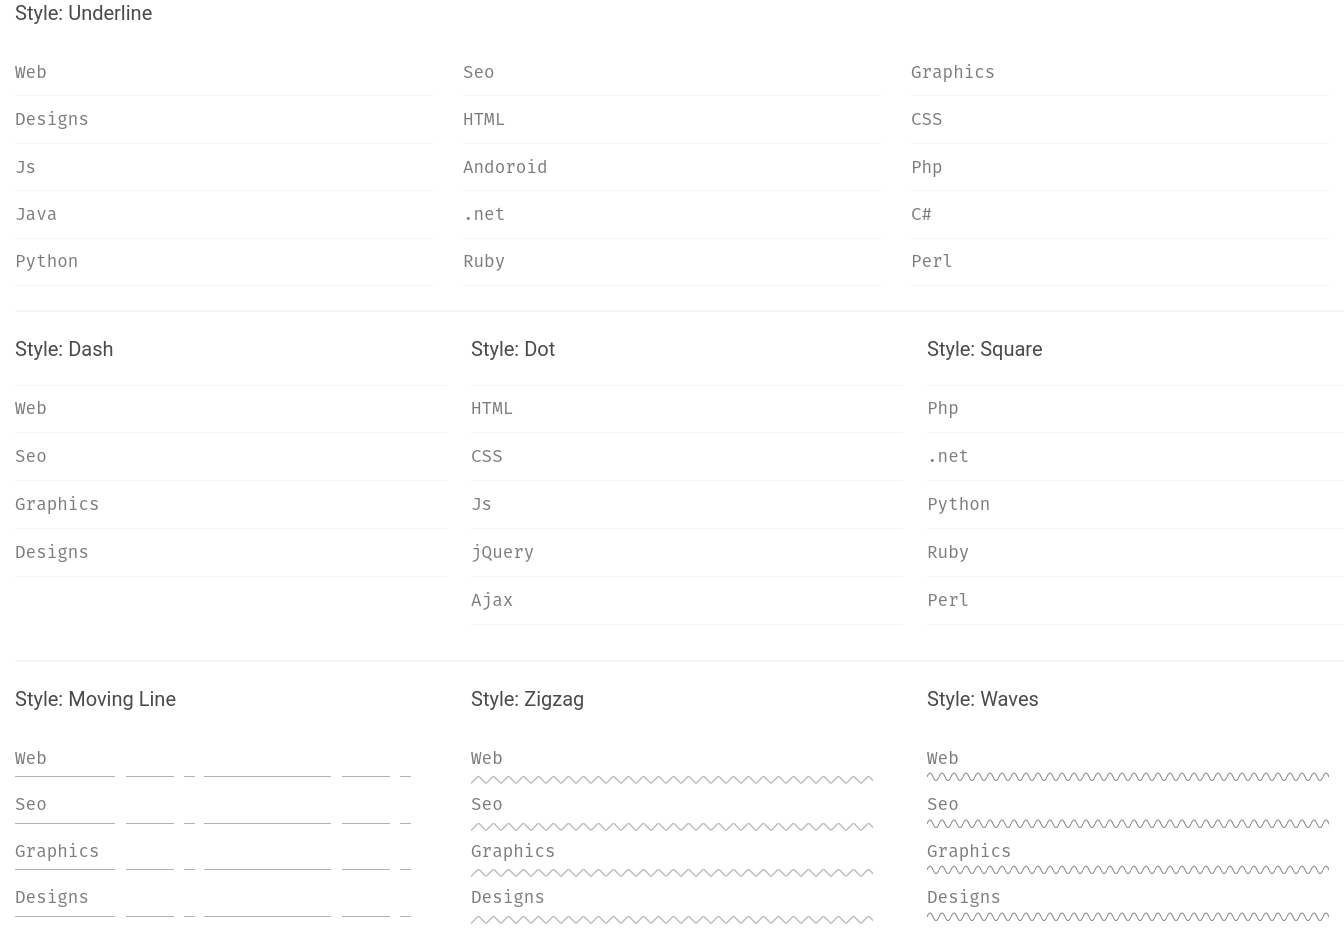 Style: Underline
Web
Seo
Graphics
Designs
HTML
CSS
Js
Andoroid
Php
Java
.net
C#
Python
Ruby
Perl
Style: Dash
Web
Seo
Graphics
Designs
Style: Dot
HTML
CSS
Js
jQuery
Ajax
Style: Square
Php
.net
Python
Ruby
Perl
Style: Moving Line
Web
Seo
Graphics
Designs
Style: Zigzag
Web
Seo
Graphics
Designs
Style: Waves
Web
Seo
Graphics
Designs